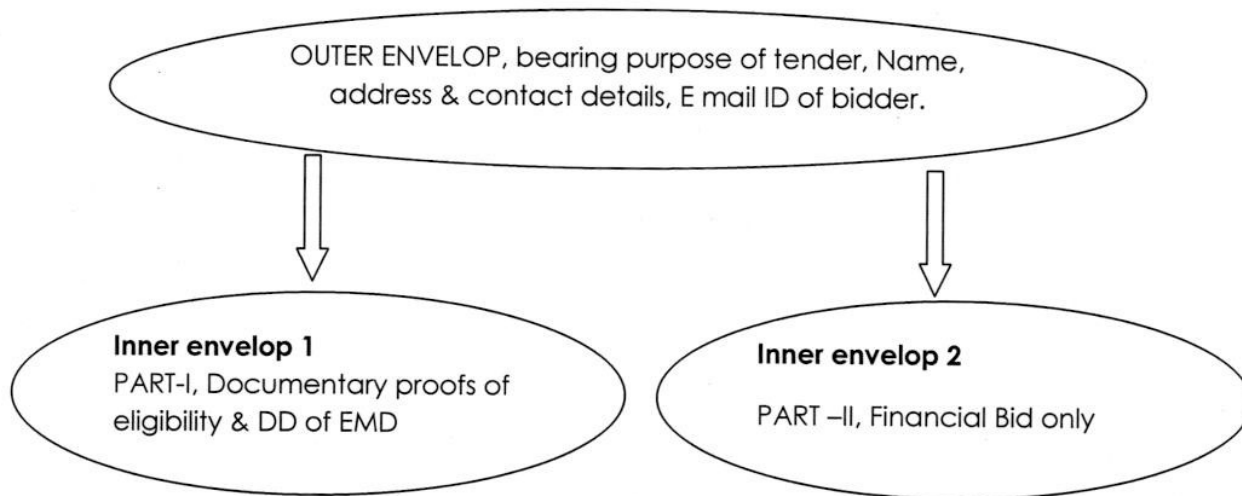 OUTER ENVELOP, bearing purpose of tender, Name,
address & contact details, E mail ID of bidder.
Inner envelop 1
PART-I, Documentary proofs of
eligibility & DD of EMD
Inner envelop 2
PART –II, Financial Bid only